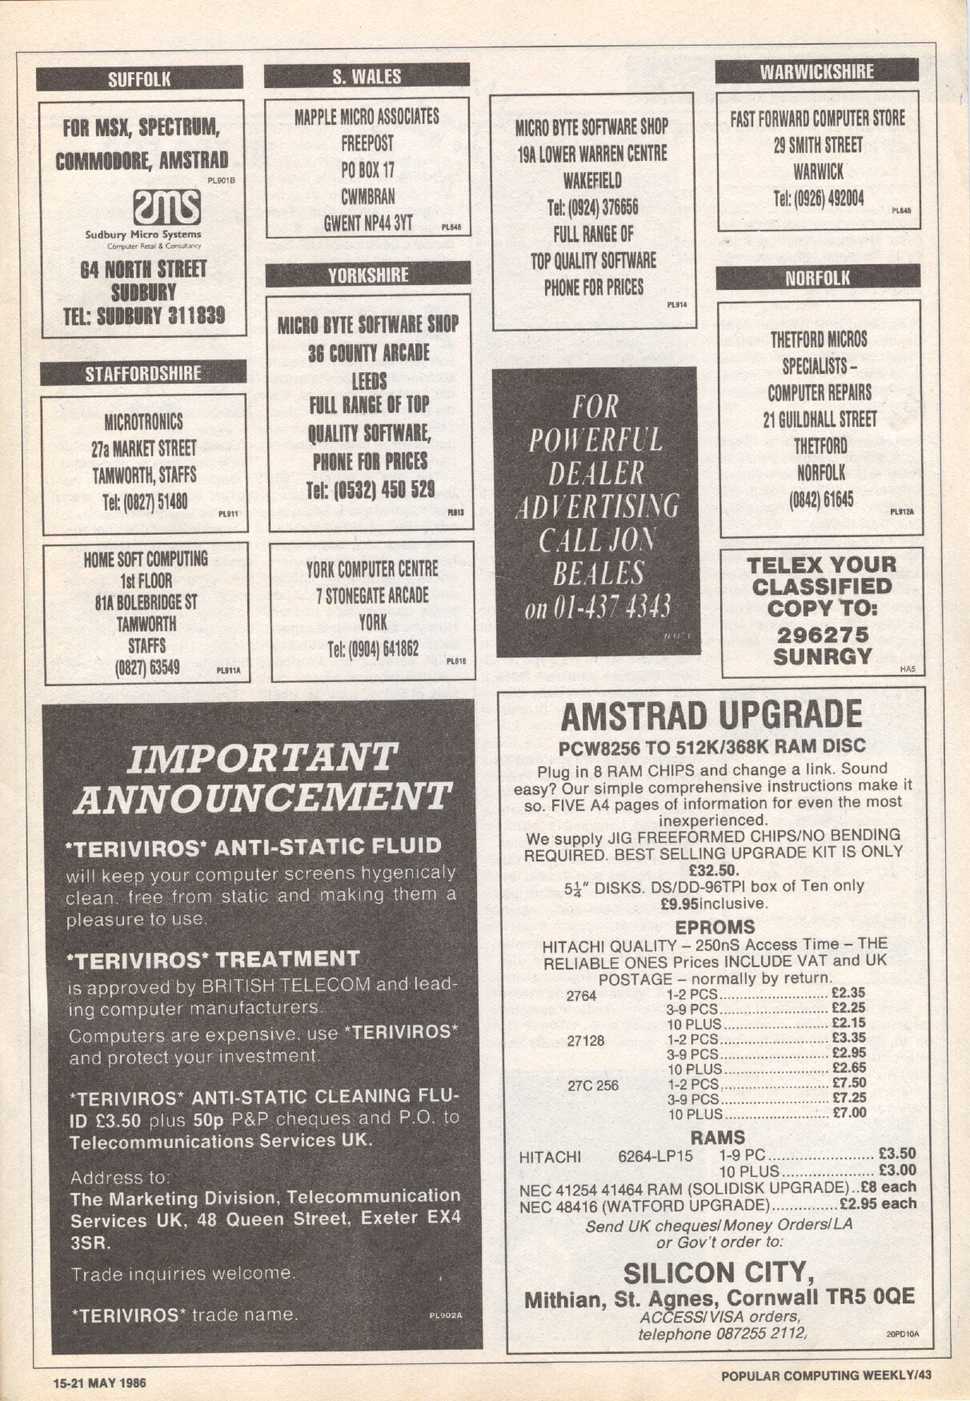 SUFFOLK
FOR MSX, SPECTRUM,
COMMODORE, AMSTRAD
PL901B
sms
Sudbury Micro Systems
Computer Retail & Consultancy
64 NORTH STREET
SUDBURY
TEL: SUDBURY 311839
STAFFORDSHIRE
MICROTRONICS
27a MARKET STREET
TAMWORTH, STAFFS
Tel: (0827) 51480
PL911
HOME SOFT COMPUTING
1st FLOOR
81A BOLEBRIDGE ST
TAMWORTH
STAFFS
(0827) 63549
PL911A
S. WALES
MAPPLE MICRO ASSOCIATES
FREEPOST
PO BOX 17
CWMBRAN
GWENT NP44 3YT
YORKSHIRE
MICRO BYTE SOFTWARE SHOP
36 COUNTY ARCADE
LEEDS
FULL RANGE OF TOP
QUALITY SOFTWARE,
PHONE FOR PRICES
Tel: (0532) 450 529
PL913
YORK COMPUTER CENTRE
7 STONEGATE ARCADE
YORK
Tel: (0904) 641862
MICRO BYTE SOFTWARE SHOP
19A LOWER WARREN CENTRE
WAKEFIELD
Tel: (0924) 376656
FULL RANGE OF
TOP QUALITY SOFTWARE
PHONE FOR PRICES
PL914
FOR
POWERFUL
DEALER
ADVERTISING
CALL JON
BEALES
on 01-437 4343
WARWICKSHIRE
FAST FORWARD COMPUTER STORE
29 SMITH STREET
WARWICK
Tel: (0926) 492004
NORFOLK
THETFORD MICROS
SPECIALISTS –
COMPUTER REPAIRS
21 GUILDHALL STREET
THETFORD
NORFOLK
(0842) 61645
PL912A
TELEX YOUR
CLASSIFIED
COPY TO:
296275
SUNRGY
HA5
IMPORTANT
ANNOUNCEMENT
*TERIVIROS* ANTI-STATIC FLUID
will keep your computer screens hygenicaly
clean, free from static and making them a
pleasure to use.
*TERIVIROS* TREATMENT
is approved by BRITISH TELECOM and lead-
ing computer manufacturers.
Computers are expensive, use *TERIVIROS*
and protect your investment.
*TERIVIROS* ANTI-STATIC CLEANING FLU-
ID £3.50 plus 50p P&P cheques and P.O. to
Telecommunications Services UK.
Address to:
The Marketing Division, Telecommunication
Services UK, 48 Queen Street, Exeter EX4
3SR.
Trade inquiries welcome.
*TERIVIROS* trade name.
PL902A
AMSTRAD UPGRADE
PCW8256 TO 512K/368K RAM DISC
Plug in 8 RAM CHIPS and change a link. Sound
easy? Our simple comprehensive instructions make it
so. FIVE A4 pages of information for even the most
inexperienced.
We supply JIG FREEFORMED CHIPS/NO BENDING
REQUIRED. BEST SELLING UPGRADE KIT IS ONLY
£32.50.
5¼" DISKS. DS/DD-96TPI box of Ten only
£9.95 inclusive.
EPROMS
HITACHI QUALITY – 250nS Access Time – THE
RELIABLE ONES Prices INCLUDE VAT and UK
POSTAGE – normally by return.
2764 1-2 PCS............................ £2.35
3-9 PCS............................ £2.25
10 PLUS........................... £2.15
27128 1-2 PCS............................ £3.35
3-9 PCS............................ £2.95
10 PLUS........................... £2.65
27C 256 1-2 PCS............................ £7.50
3-9 PCS............................ £7.25
10 PLUS........................... £7.00
RAMS
HITACHI 6264-LP15 1-9 PC....................... £3.50
10 PLUS....................... £3.00
NEC 41254 41464 RAM (SOLIDISK UPGRADE)..£8 each
NEC 48416 (WATFORD UPGRADE)...............£2.95 each
Send UK cheques/Money Orders/LA
or Gov't order to:
SILICON CITY,
Mithian, St. Agnes, Cornwall TR5 0QE
ACCESS/VISA orders,
telephone 087255 2112,
20PD10A
15-21 MAY 1986
POPULAR COMPUTING WEEKLY/43